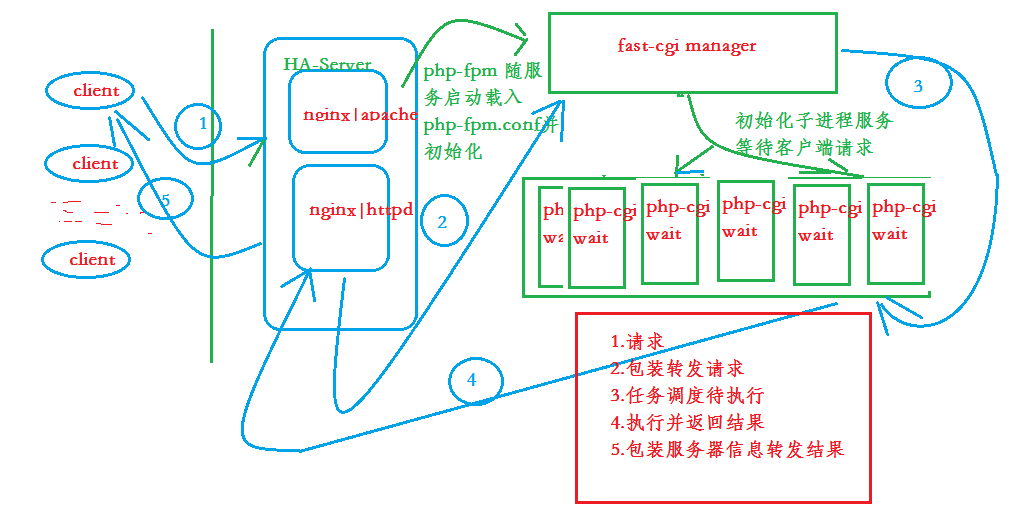 fast-cgi manager
HA-Server
client
nginx|apache
php-fpm 随服
务启动载入
php-fpm.conf并
初始化
3
1
初始化子进程服务
等待客户端请求
client
5
nginx|httpd
2
php-cgi
wait
php-cgi
wait
php-cgi
wait
php-cgi
wait
php-cgi
wait
client
4
1.请求
2.包装转发请求
3.任务调度待执行
4.执行并返回结果
5.包装服务器信息转发结果